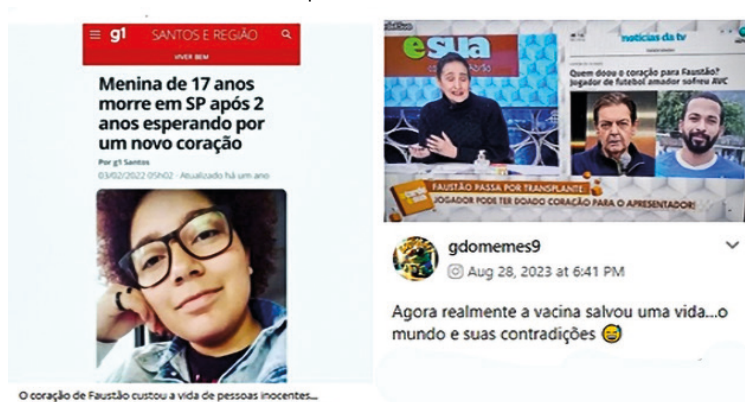 g1 SANTOS E REGIÃO
VIVER BEM
Menina de 17 anos
morre em SP após 2
anos esperando por
um novo coração
Por g1 Santos
03/02/2022 05h02 · Atualizado há um ano
O coração de Faustão custou a vida de pessoas inocentes...
e sua
notícias da tv
Quem doou o coração para Faustão?
Jogador de futebol amador sofreu AVC
FAUSTÃO PASSA POR TRANSPLANTE:
JOGADOR PODE TER DOADO CORAÇÃO PARA O APRESENTADOR!
gdomemes9
Aug 28, 2023 at 6:41 PM
Agora realmente a vacina salvou uma vida...o
mundo e suas contradições 😅